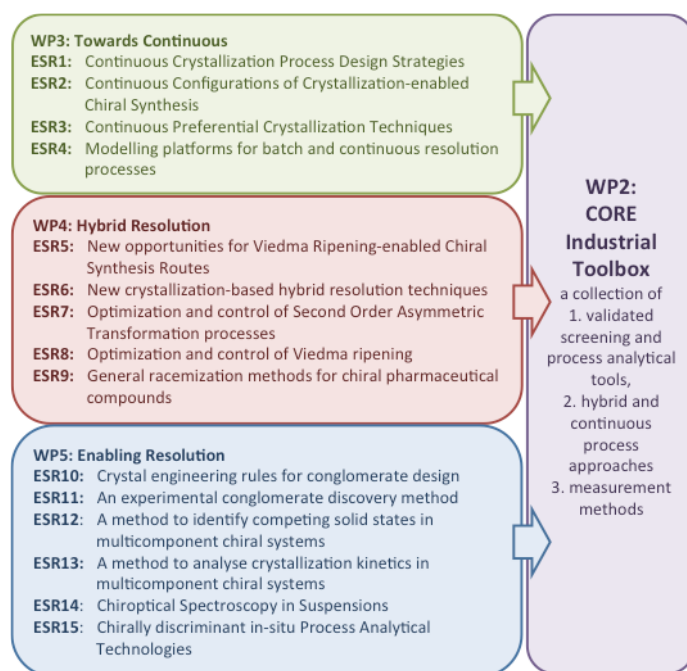 WP3: Towards Continuous
ESR1: Continuous Crystallization Process Design Strategies
ESR2: Continuous Configurations of Crystallization-enabled
Chiral Synthesis
ESR3: Continuous Preferential Crystallization Techniques
ESR4: Modelling platforms for batch and continuous resolution
processes
WP4: Hybrid Resolution
ESR5: New opportunities for Viedma Ripening-enabled Chiral
Synthesis Routes
ESR6: New crystallization-based hybrid resolution techniques
ESR7: Optimization and control of Second Order Asymmetric
Transformation processes
ESR8: Optimization and control of Viedma ripening
ESR9: General racemization methods for chiral pharmaceutical
compounds
WP5: Enabling Resolution
ESR10: Crystal engineering rules for conglomerate design
ESR11: An experimental conglomerate discovery method
ESR12: A method to identify competing solid states in
multicomponent chiral systems
ESR13: A method to analyse crystallization kinetics in
multicomponent chiral systems
ESR14: Chiroptical Spectroscopy in Suspensions
ESR15: Chirally discriminant in-situ Process Analytical
Technologies
WP2:
CORE
Industrial
Toolbox
a collection of
1. validated
screening and
process analytical
tools,
2. hybrid and
continuous
process
approaches
3. measurement
methods